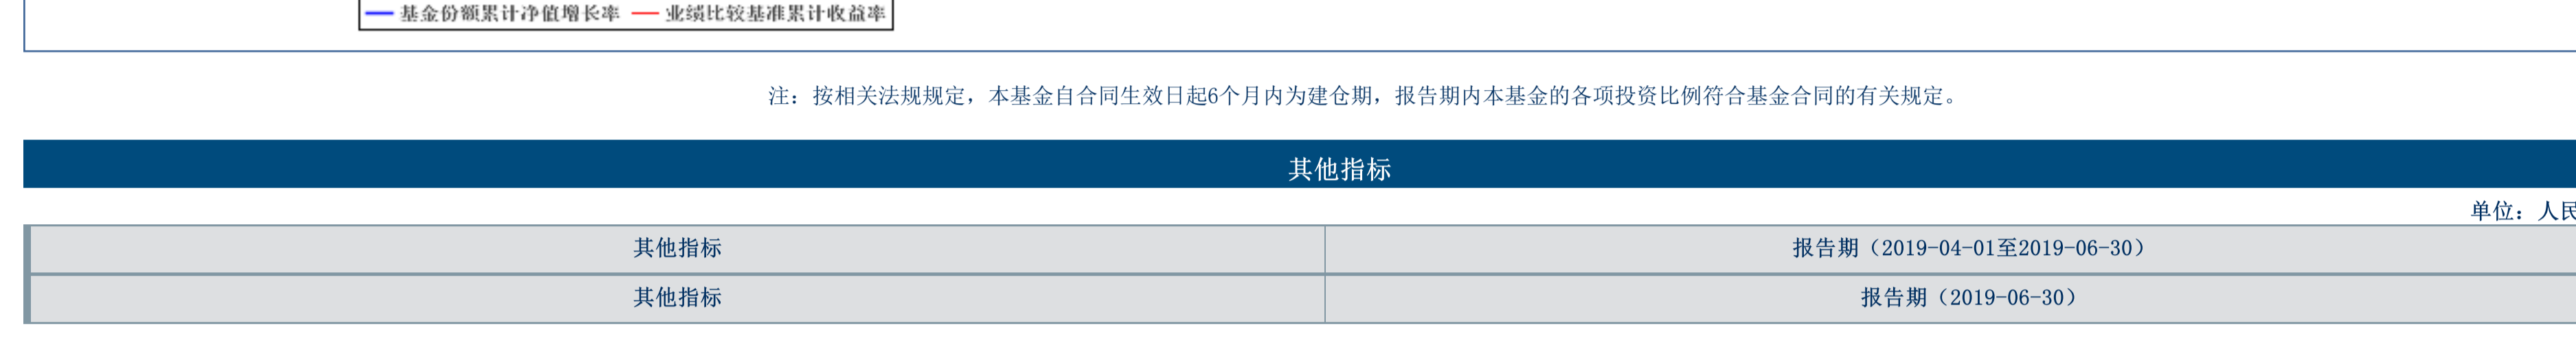 基金份额累计净值增长率 业绩比较基准累计收益率
注：按相关法规规定，本基金自合同生效日起6个月内为建仓期，报告期内本基金的各项投资比例符合基金合同的有关规定。
其他指标
单位：人民
其他指标 报告期（2019-04-01至2019-06-30）
其他指标 报告期（2019-06-30）